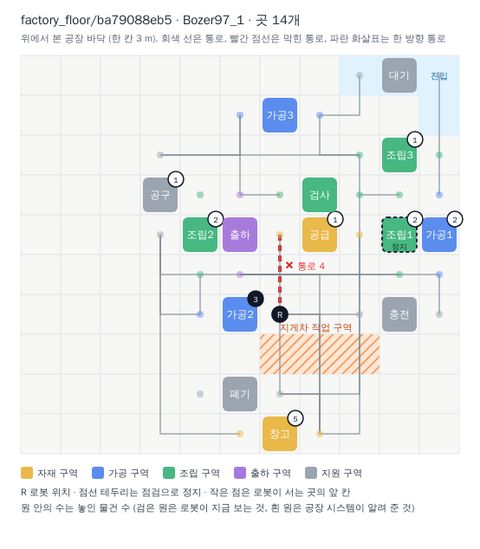 factory_floor/ba79088eb5 · Bozer97_1 · 곳 14개
위에서 본 공장 바닥 (한 칸 3 m). 회색 선은 통로, 빨간 점선은 막힌 통로, 파란 화살표는 한 방향 통로
대기
가공3
조립3 1
공구 1
검사
조립2 2
출하
공급 1
조립1 2
정지
가공1 2
✖ 통로 4
가공2 3
R
충전
지게차 작업 구역
폐기
창고 5
자재 구역 가공 구역 조립 구역 출하 구역 지원 구역
R 로봇 위치 · 점선 테두리는 점검으로 정지 · 작은 점은 로봇이 서는 곳의 앞 칸
원 안의 수는 놓인 물건 수 (검은 원은 로봇이 지금 보는 것, 흰 원은 공장 시스템이 알려 준 것)